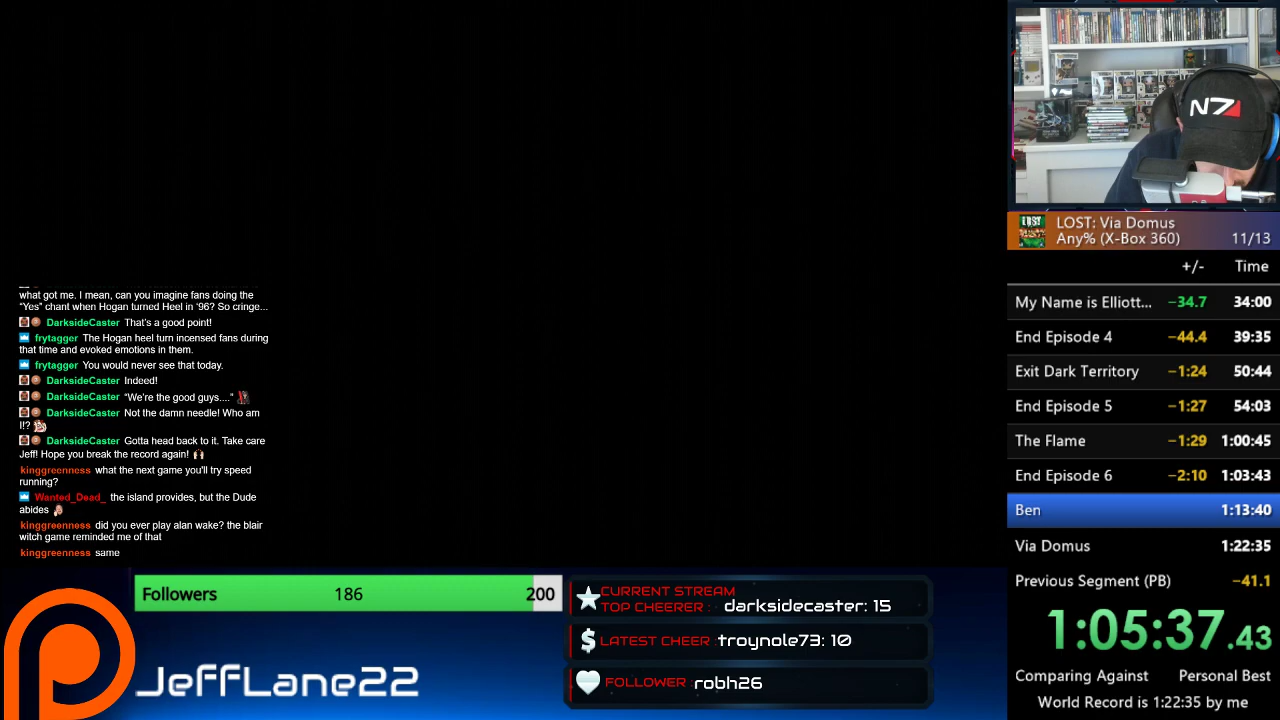 what got me. I mean, can you imagine fans doing the
“Yes” chant when Hogan turned Heel in '96? So cringe...
DarksideCaster That's a good point!
frytagger The Hogan heel turn incensed fans during
that time and evoked emotions in them.
frytagger You would never see that today.
DarksideCaster Indeed!
DarksideCaster “We're the good guys....”
DarksideCaster Not the damn needle! Who am
I!?
DarksideCaster Gotta head back to it. Take care
Jeff! Hope you break the record again!
kinggreenness what the next game you'll try speed
running?
Wanted_Dead_ the island provides, but the Dude
abides
kinggreenness did you ever play alan wake? the blair
witch game reminded me of that
kinggreenness same
Followers 186 200
JeffLane22
CURRENT STREAM
TOP CHEERER : darksidecaster: 15
LATEST CHEER troynole73: 10
FOLLOWER robh26
N7
LOST
LOST: Via Domus
Any% (X-Box 360) 11/13
+/- Time
My Name is Elliott... −34.7 34:00
End Episode 4 −44.4 39:35
Exit Dark Territory −1:24 50:44
End Episode 5 −1:27 54:03
The Flame −1:29 1:00:45
End Episode 6 −2:10 1:03:43
Ben 1:13:40
Via Domus 1:22:35
Previous Segment (PB) −41.1
1:05:37.43
Comparing Against Personal Best
World Record is 1:22:35 by me